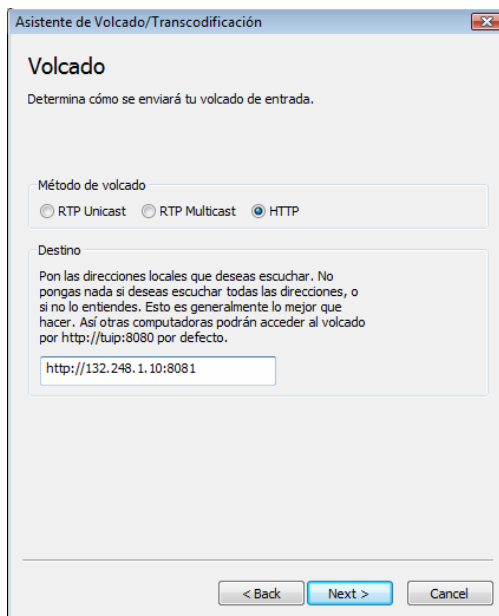 Asistente de Volcado/Transcodificación
Volcado
Determina cómo se enviará tu volcado de entrada.
Método de volcado
RTP Unicast RTP Multicast HTTP
Destino
Pon las direcciones locales que deseas escuchar. No
pongas nada si deseas escuchar todas las direcciones, o
si no lo entiendes. Esto es generalmente lo mejor que
hacer. Así otras computadoras podrán acceder al volcado
por http://tuip:8080 por defecto.
http://132.248.1.10:8081
< Back Next > Cancel